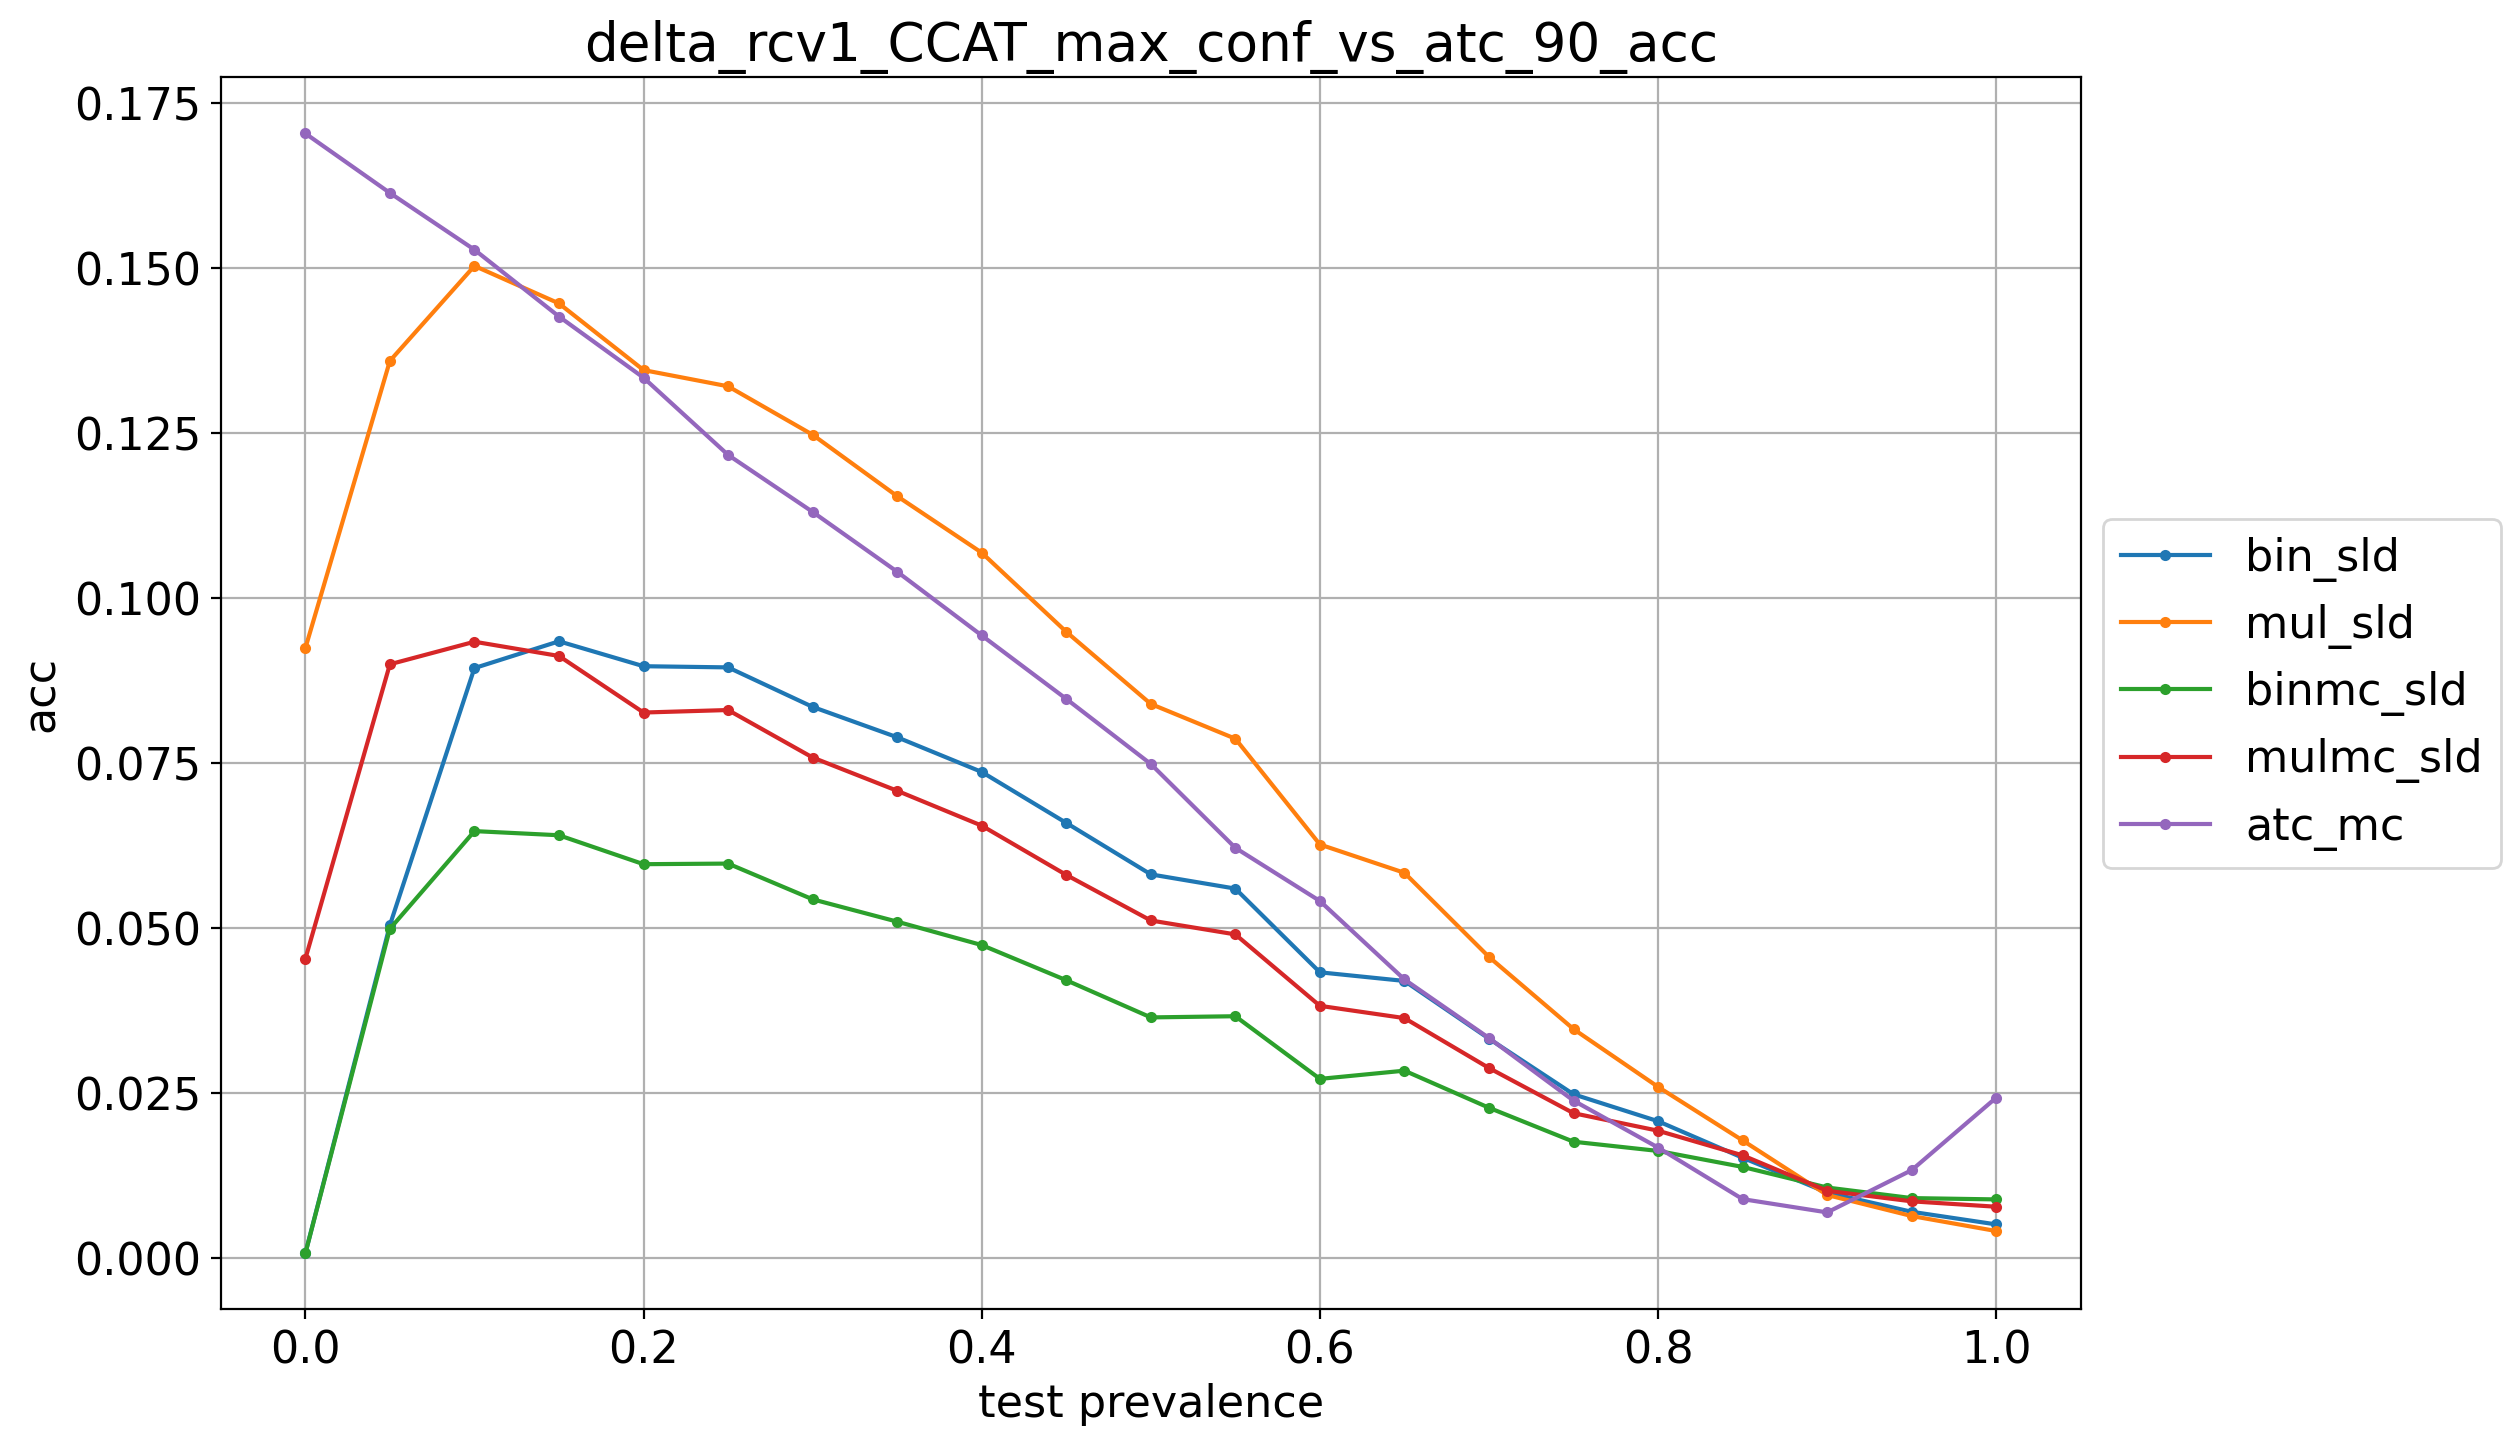 delta_rcv1_CCAT_max_conf_vs_atc_90_acc
0.175
0.150
0.125
0.100
0.075
0.050
0.025
0.000
acc
0.0 0.2 0.4 0.6 0.8 1.0
test prevalence
bin_sld
mul_sld
binmc_sld
mulmc_sld
atc_mc